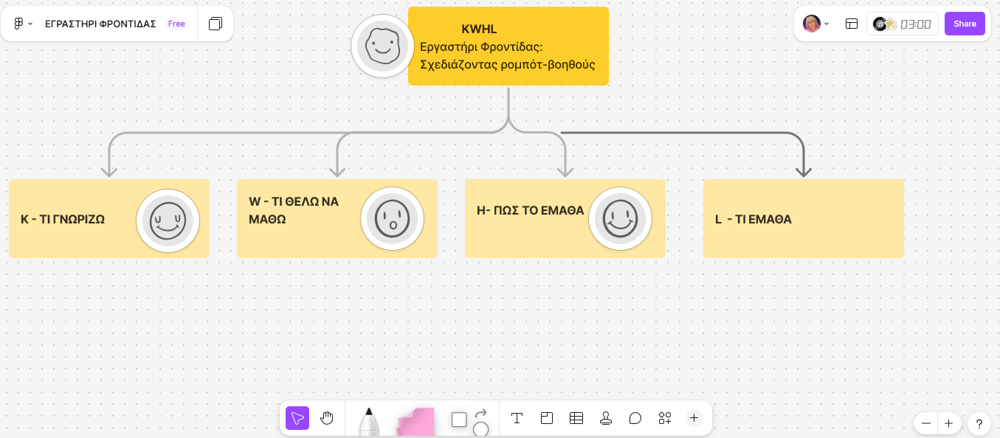 ΕΓΡΑΣΤΗΡΙ ΦΡΟΝΤΙΔΑΣ Free
03:00
Share
KWHL
Εργαστήρι Φροντίδας:
Σχεδιάζοντας ρομπότ-βοηθούς
Κ - ΤΙ ΓΝΩΡΙΖΩ
W - ΤΙ ΘΕΛΩ ΝΑ
ΜΑΘΩ
Η- ΠΩΣ ΤΟ ΕΜΑΘΑ
L - ΤΙ ΕΜΑΘΑ
T
?